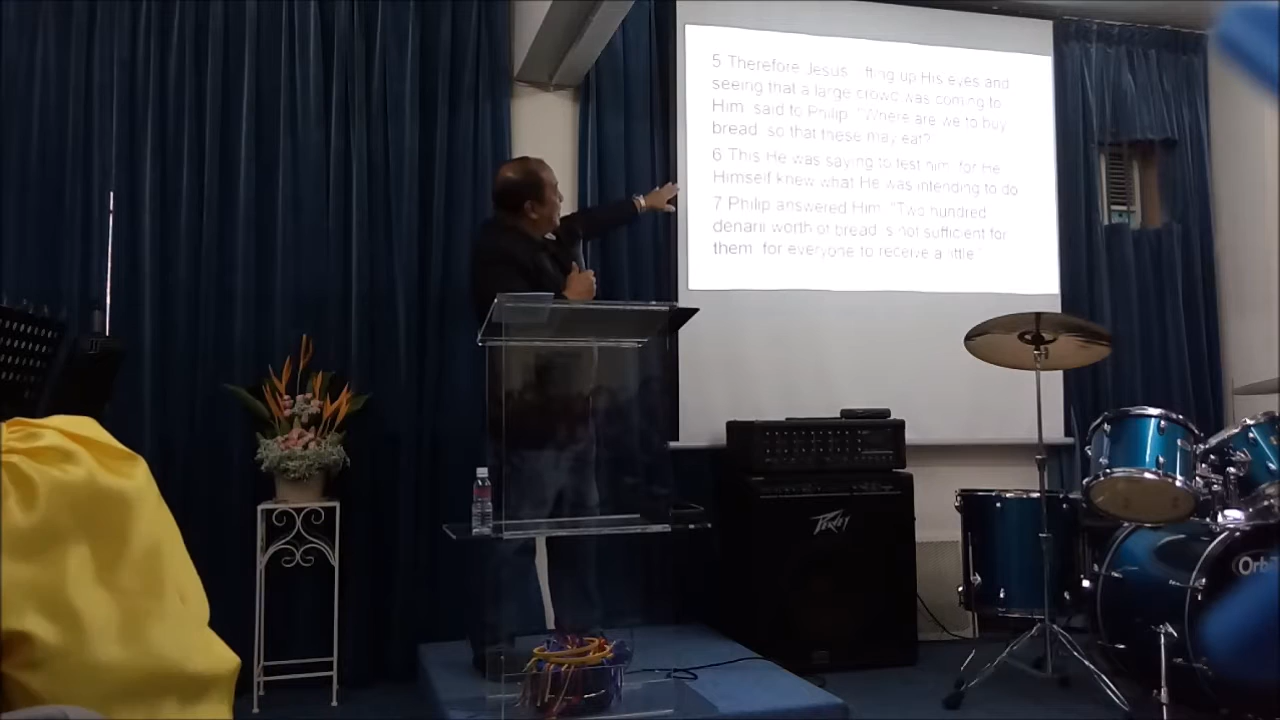 5 Therefore Jesus, lifting up His eyes and
seeing that a large crowd was coming to
Him, said to Philip, "Where are we to buy
bread, so that these may eat?
6 This He was saying to test him, for He
Himself knew what He was intending to do
7 Philip answered Him, "Two hundred
denarii worth of bread is not sufficient for
them, for everyone to receive a little"
PEAVEY
Orbit